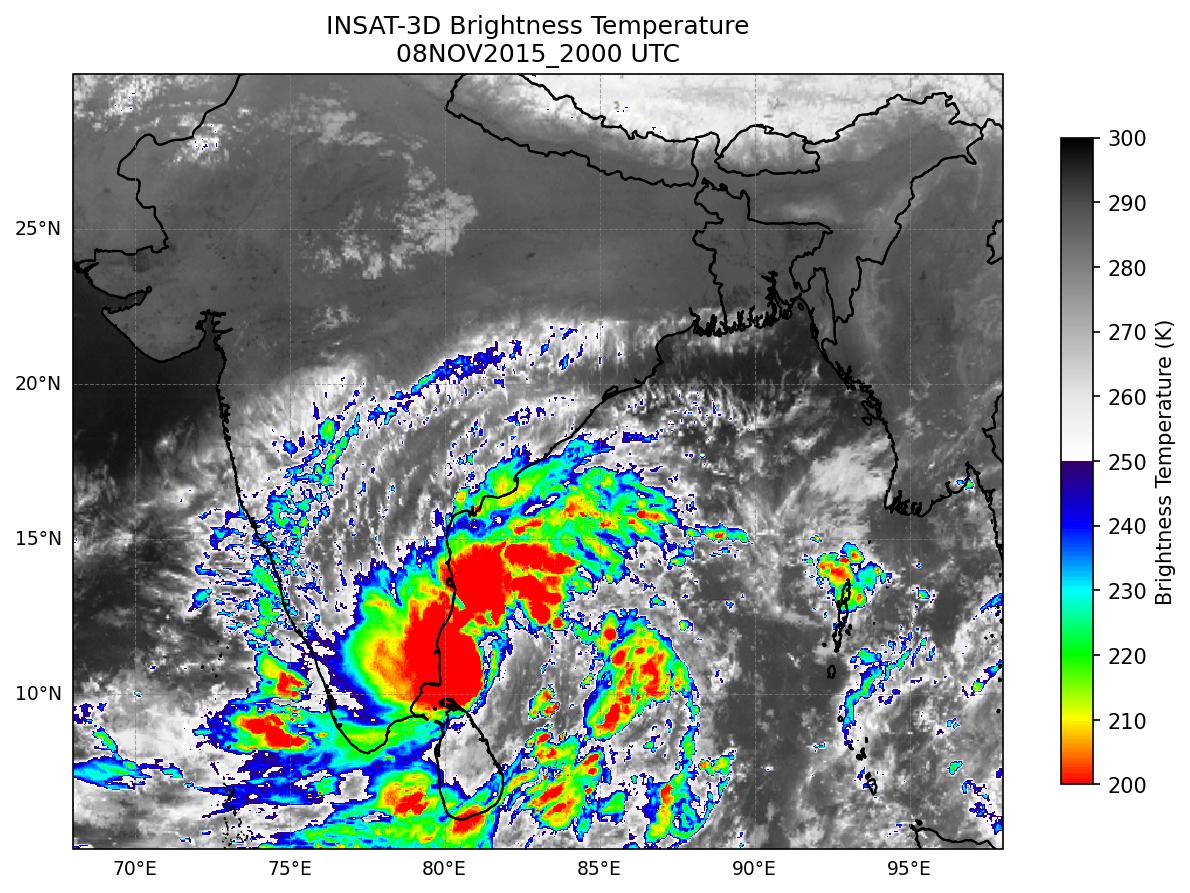 INSAT-3D Brightness Temperature
08NOV2015_2000 UTC
25°N
20°N
15°N
10°N
70°E
75°E
80°E
85°E
90°E
95°E
300
290
280
270
260
250
240
230
220
210
200
Brightness Temperature (K)